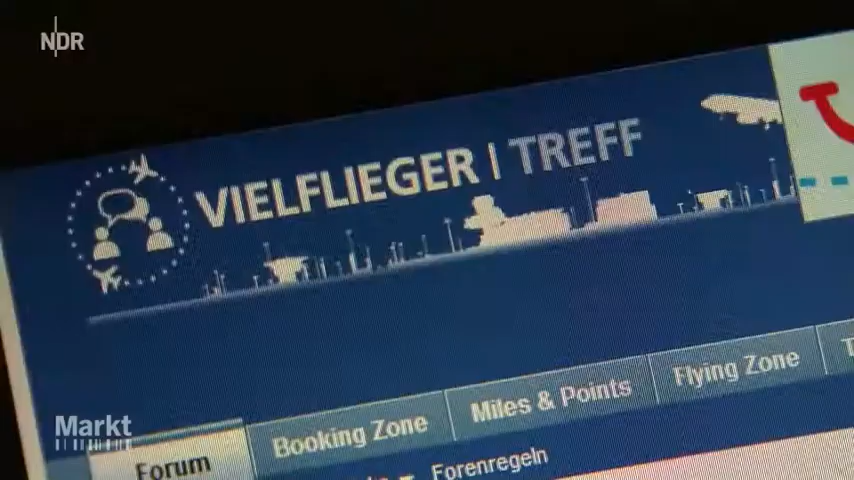 NDR
VIELFLIEGER | TREFF
Forum
Booking Zone
Miles & Points
Flying Zone
Forenregeln
Markt